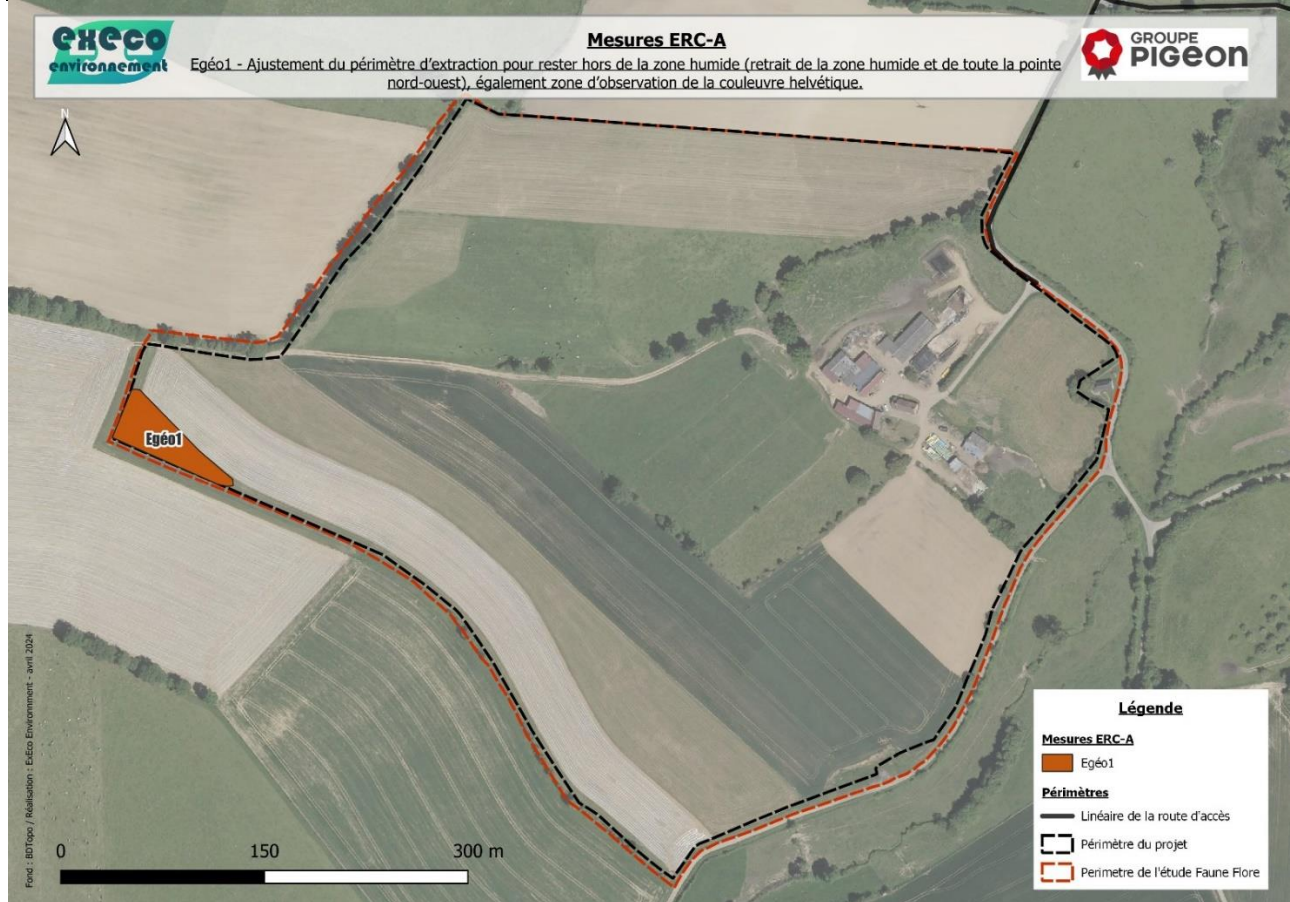 execo
environnement
Mesures ERC-A
Egéo1 - Ajustement du périmètre d'extraction pour rester hors de la zone humide (retrait de la zone humide et de toute la pointe
nord-ouest), également zone d'observation de la couleuvre helvétique.
GROUPE
PIGEON
N
Egéo1
Légende
Mesures ERC-A
Egéo1
Périmètres
Linéaire de la route d'accès
Périmètre du projet
Perimetre de l'étude Faune Flore
0 150 300 m
Fond : BDTopo / Réalisation : ExEco Environnment - avril 2024